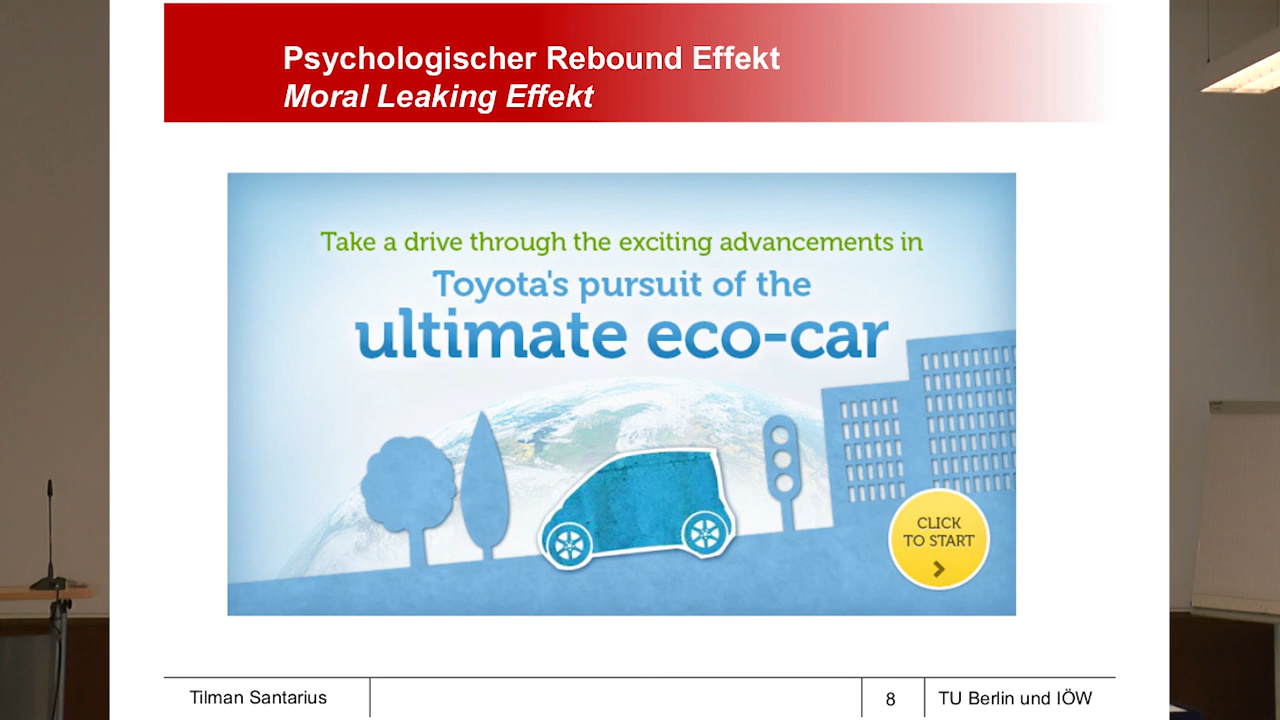 Psychologischer Rebound Effekt
Moral Leaking Effekt
Take a drive through the exciting advancements in
Toyota's pursuit of the
ultimate eco-car
CLICK
TO START
Tilman Santarius
8
TU Berlin und IÖW